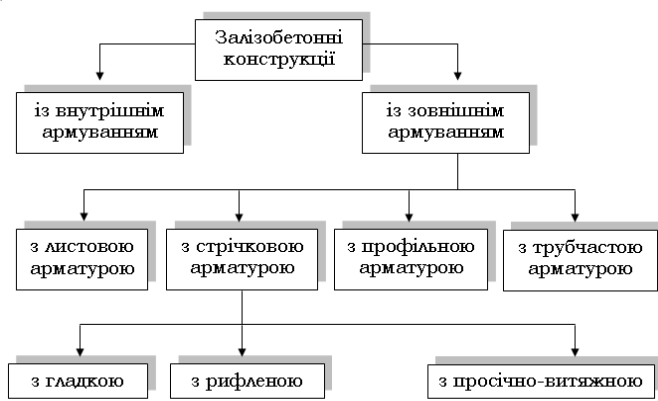 Залізобетонні
конструкції
із внутрішнім
армуванням
із зовнішнім
армуванням
з листовою
арматурою
з стрічковою
арматурою
з профільною
арматурою
з трубчастою
арматурою
з гладкою
з рифленою
з просічно-витяжною